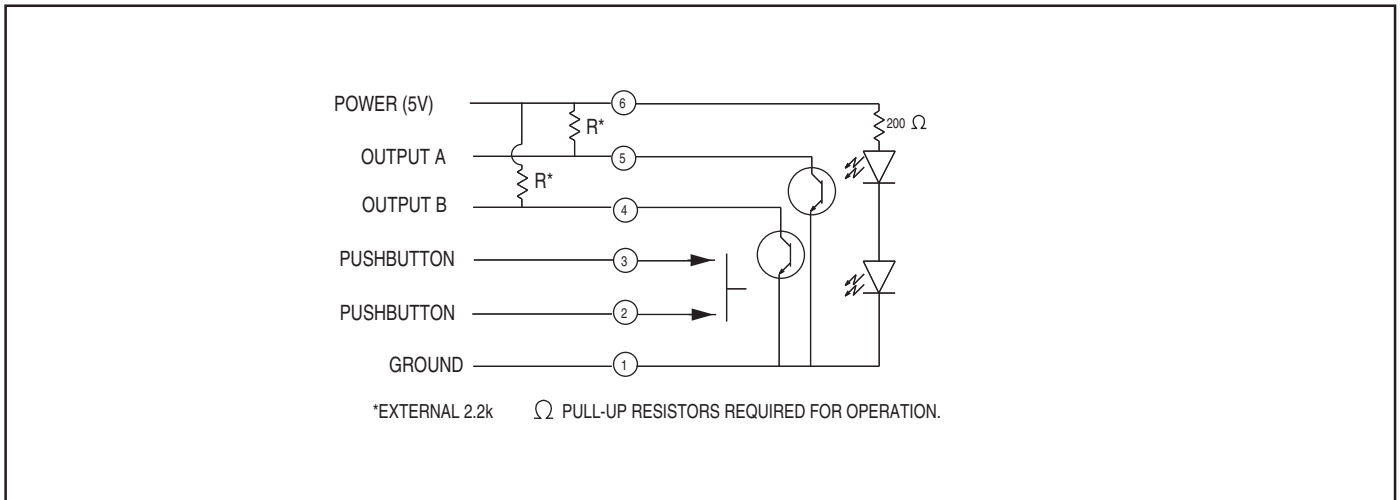 POWER (5V)
6
R*
200 Ω
OUTPUT A
5
R*
OUTPUT B
4
PUSHBUTTON
3
PUSHBUTTON
2
GROUND
1
*EXTERNAL 2.2k Ω PULL-UP RESISTORS REQUIRED FOR OPERATION.